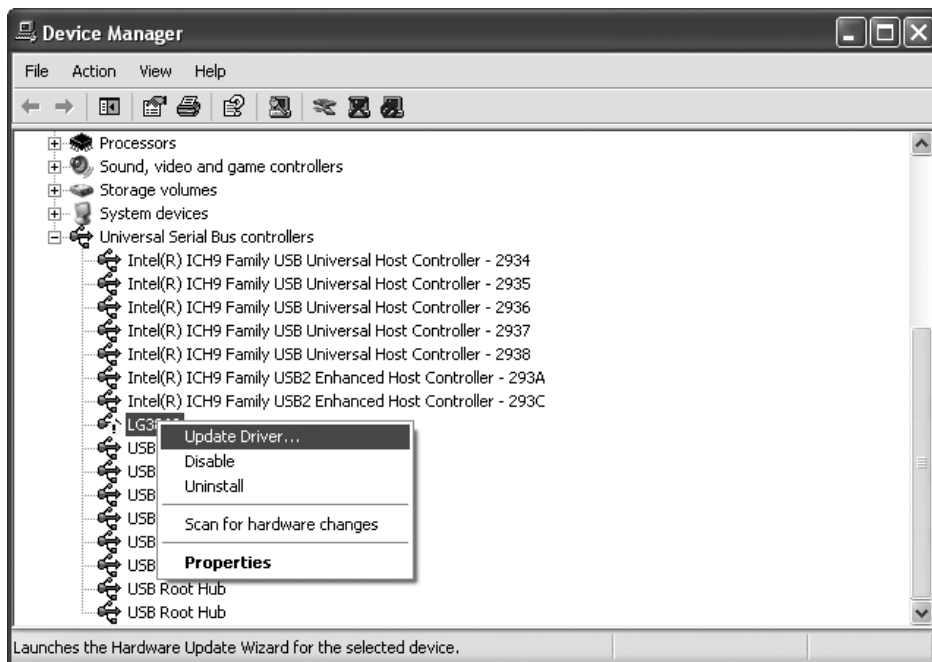 Device Manager
File Action View Help
Processors
Sound, video and game controllers
Storage volumes
System devices
Universal Serial Bus controllers
Intel(R) ICH9 Family USB Universal Host Controller - 2934
Intel(R) ICH9 Family USB Universal Host Controller - 2935
Intel(R) ICH9 Family USB Universal Host Controller - 2936
Intel(R) ICH9 Family USB Universal Host Controller - 2937
Intel(R) ICH9 Family USB Universal Host Controller - 2938
Intel(R) ICH9 Family USB2 Enhanced Host Controller - 293A
Intel(R) ICH9 Family USB2 Enhanced Host Controller - 293C
Update Driver...
Disable
Uninstall
Scan for hardware changes
Properties
USB
USB
USB
USB
USB
USB
USB Root Hub
USB Root Hub
Launches the Hardware Update Wizard for the selected device.